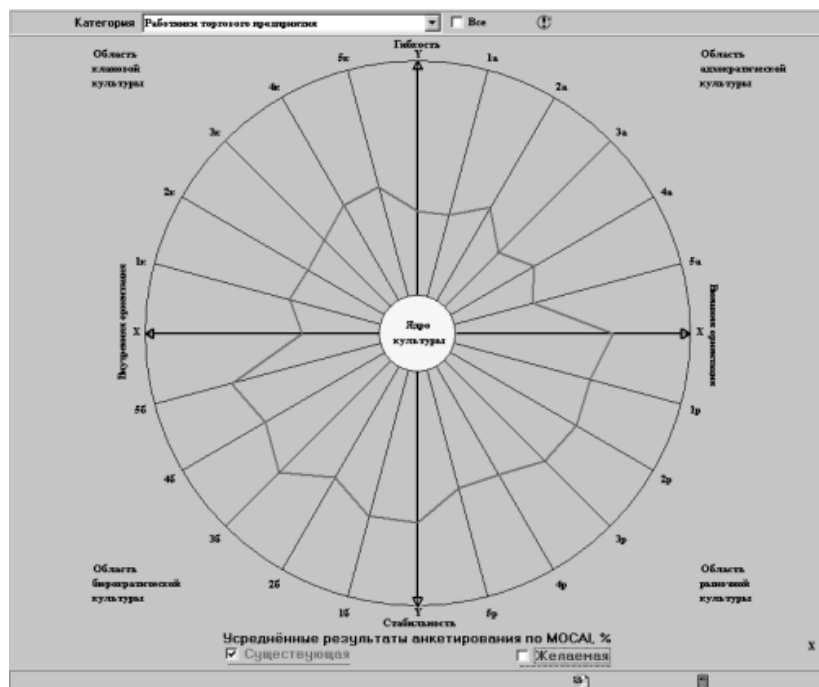 Категория Работники торгового предприятия Все
Область
клановой
культуры
Гибкость
Y
Область
адхократической
культуры
5к
1а
4к
2а
3к
3а
2к
4а
1к
5а
Внутренняя ориентация
X
Ядро
культуры
X
Внешняя ориентация
5б
1р
4б
2р
3б
3р
2б
4р
1б
5р
Y
Стабильность
Область
бюрократической
культуры
Область
рыночной
культуры
Усреднённые результаты анкетирования по MOCAI, %
Существующая
Желаемая
X